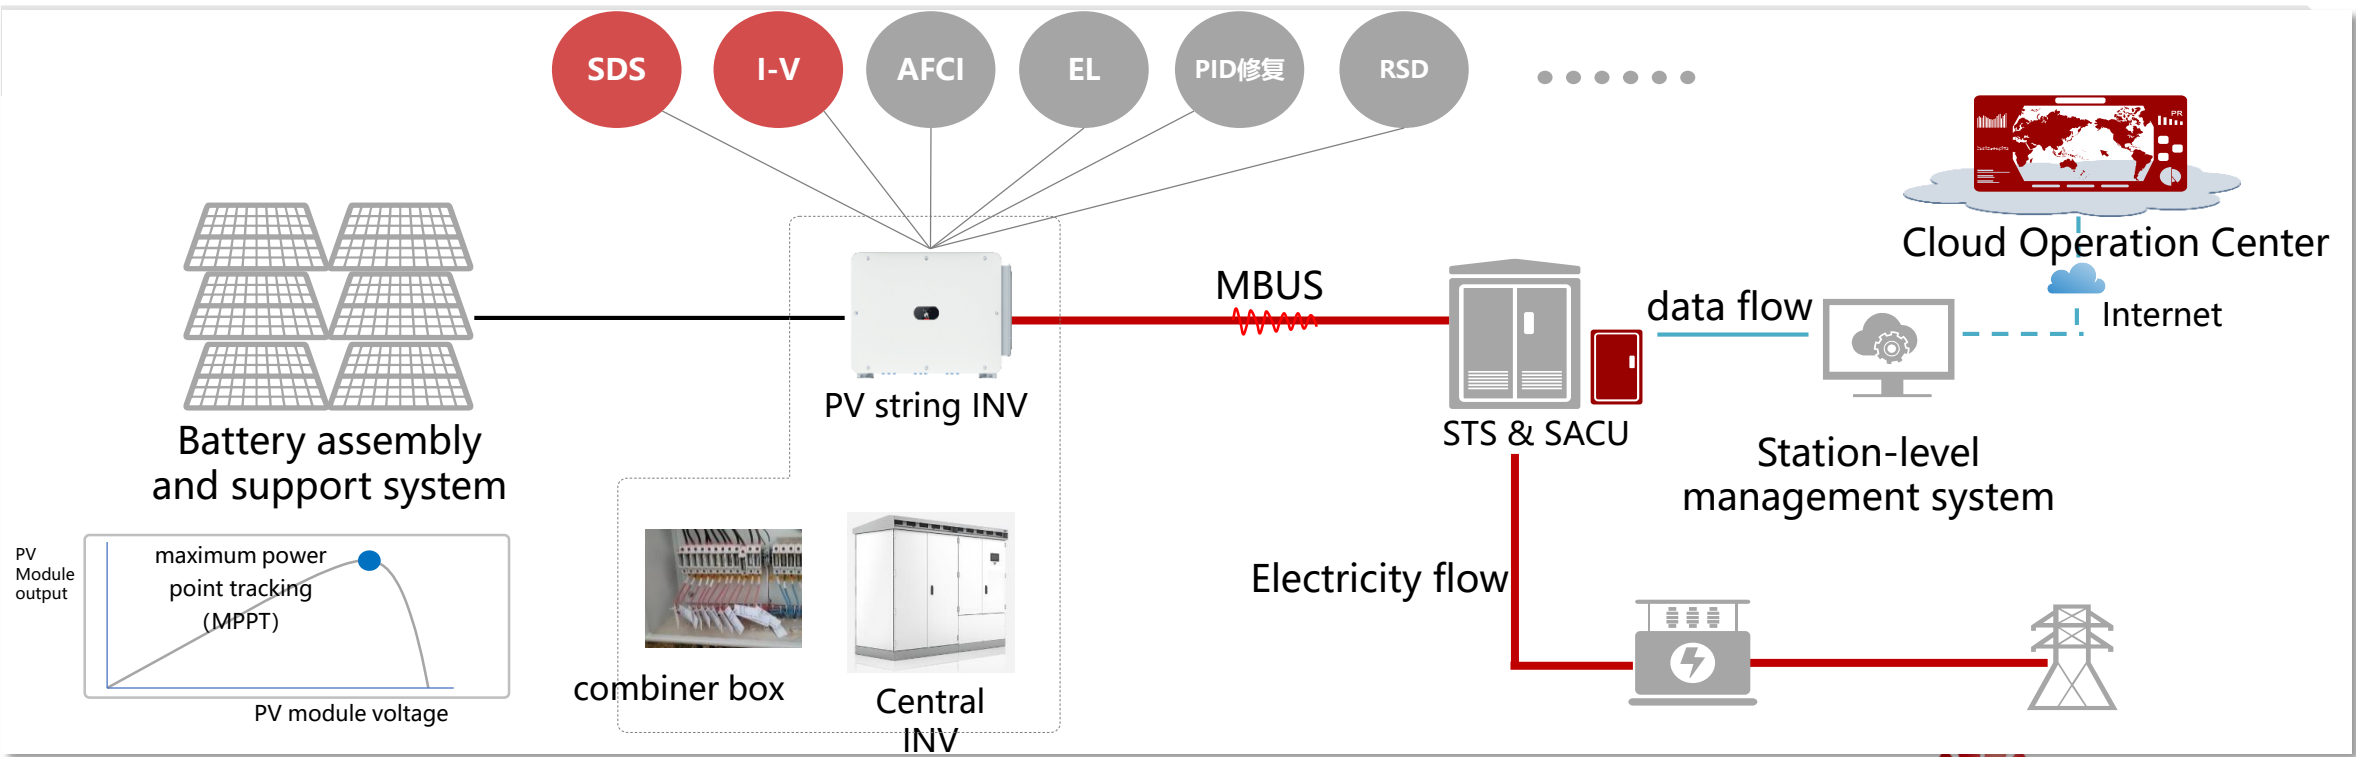 SDS
I-V
AFCI
EL
PID修复
RSD
PR
Cloud Operation Center
Internet
MBUS
data flow
PV string INV
STS & SACU
Battery assembly
and support system
Station-level
management system
PV
Module
output
maximum power
point tracking
(MPPT)
PV module voltage
combiner box
Central
INV
Electricity flow